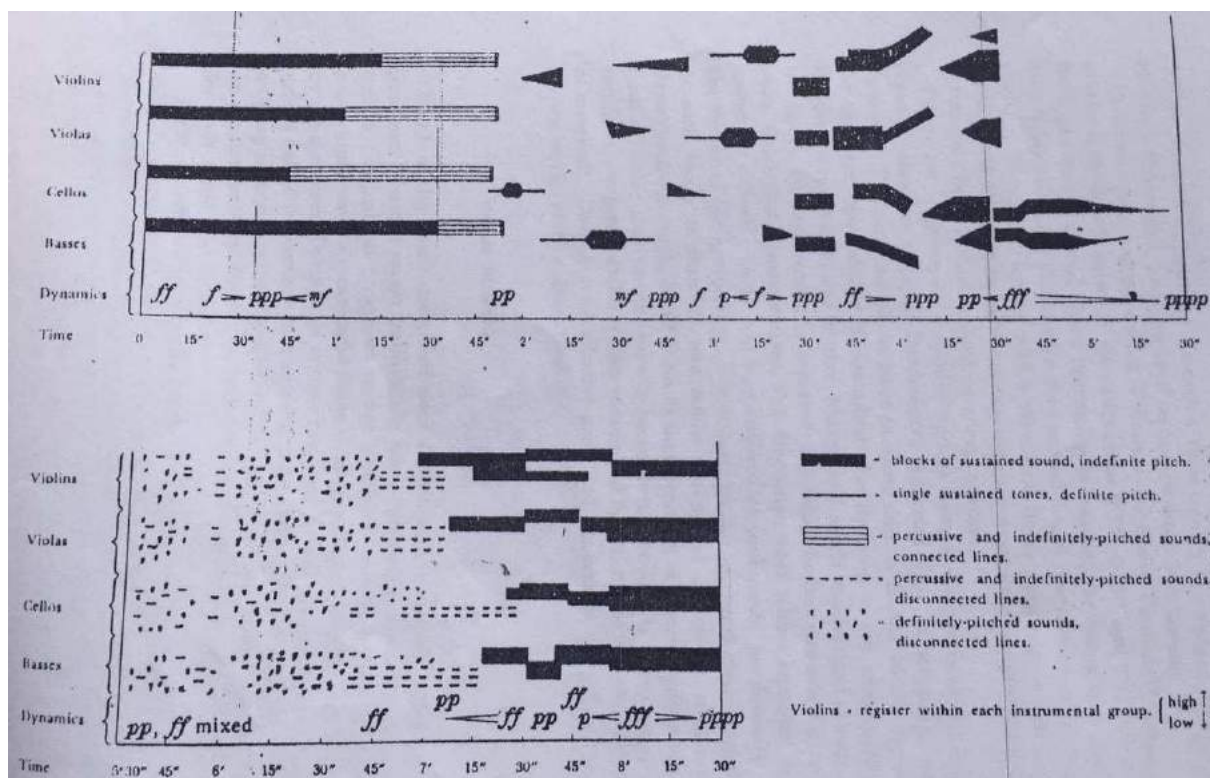 Violins
Violas
Cellos
Basses
Dynamics ff f ppp mf pp mf ppp f p f ppp ff ppp pp fff pppp
Time 0 15" 30" 45" 1' 15" 30" 45" 2' 15" 30" 45" 3' 15" 30" 45" 4' 15" 30" 45" 5' 15" 30"
Violins
Violas
Cellos
Basses
pp ff
Dynamics pp, ff mixed ff ff pp p fff pppp
Time 5'30" 45" 6' 15" 30" 45" 7' 15" 30" 45" 8' 15" 30"
- blocks of sustained sound, indefinite pitch.
- single sustained tones, definite pitch.
- percussive and indefinitely-pitched sounds,
connected lines.
- percussive and indefinitely-pitched sounds
disconnected lines.
- definitely-pitched sounds,
disconnected lines.
Violins - register within each instrumental group. high
low